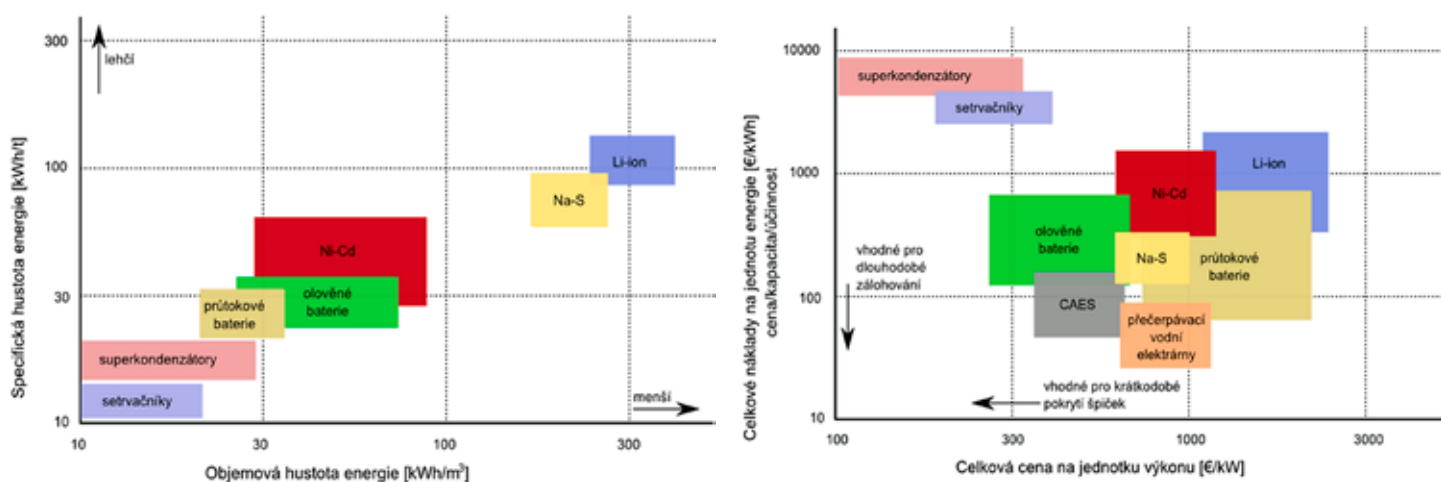 Specifická hustota energie [kWh/t]
300
100
30
10
lehčí
Li-ion
Na-S
Ni-Cd
olověné
baterie
průtokové
baterie
superkondenzátory
setrvačníky
menší
10
30
100
300
Objemová hustota energie [kWh/m³]
Celkové náklady na jednotu energie [€/kWh]
cena/kapacita/účinnost
10000
1000
100
10
superkondenzátory
setrvačníky
Li-ion
Ni-Cd
olověné
baterie
Na-S
průtokové
baterie
vhodné pro
dlouhodobé
zálohování
CAES
přečerpávací
vodní
elektrárny
vhodné pro krátkodobé
pokrytí špiček
100
300
1000
3000
Celková cena na jednotku výkonu [€/kW]